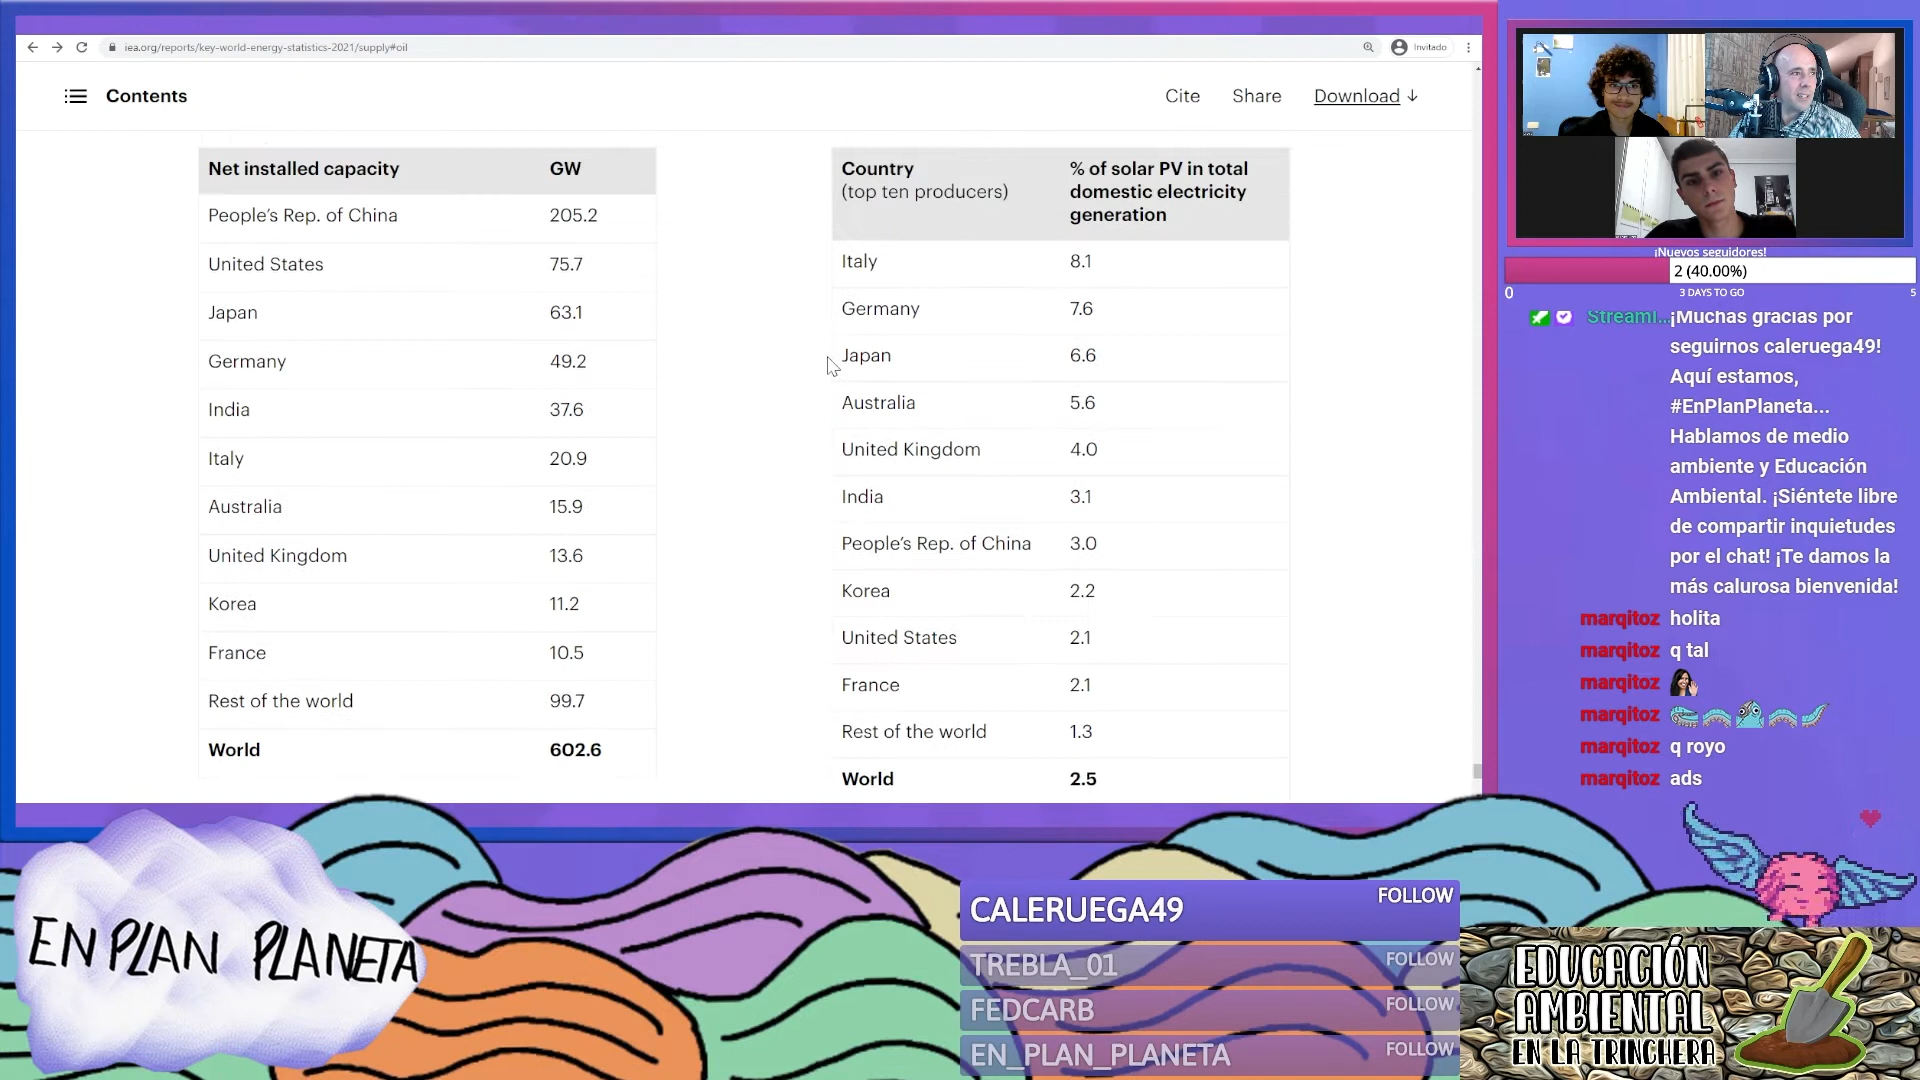 iea.org/reports/key-world-energy-statistics-2021/supply#oil
Invitado
Contents
Cite
Share
Download ↓
Net installed capacity GW
People's Rep. of China 205.2
United States 75.7
Japan 63.1
Germany 49.2
India 37.6
Italy 20.9
Australia 15.9
United Kingdom 13.6
Korea 11.2
France 10.5
Rest of the world 99.7
World 602.6
Country
(top ten producers)
% of solar PV in total
domestic electricity
generation
Italy 8.1
Germany 7.6
Japan 6.6
Australia 5.6
United Kingdom 4.0
India 3.1
People's Rep. of China 3.0
Korea 2.2
United States 2.1
France 2.1
Rest of the world 1.3
World 2.5
¡Nuevos seguidores!
2 (40.00%)
0 3 DAYS TO GO 5
Streaml... ¡Muchas gracias por
seguirnos caleruega49!
Aquí estamos,
#EnPlanPlaneta...
Hablamos de medio
ambiente y Educación
Ambiental. ¡Siéntete libre
de compartir inquietudes
por el chat! ¡Te damos la
más calurosa bienvenida!
marqitoz holita
marqitoz q tal
marqitoz
marqitoz
marqitoz q royo
marqitoz ads
EN PLAN PLANETA
CALERUEGA49 FOLLOW
TREBLA_01 FOLLOW
FEDCARB FOLLOW
EN_PLAN_PLANETA FOLLOW
EDUCACIÓN
AMBIENTAL
EN LA TRINCHERA